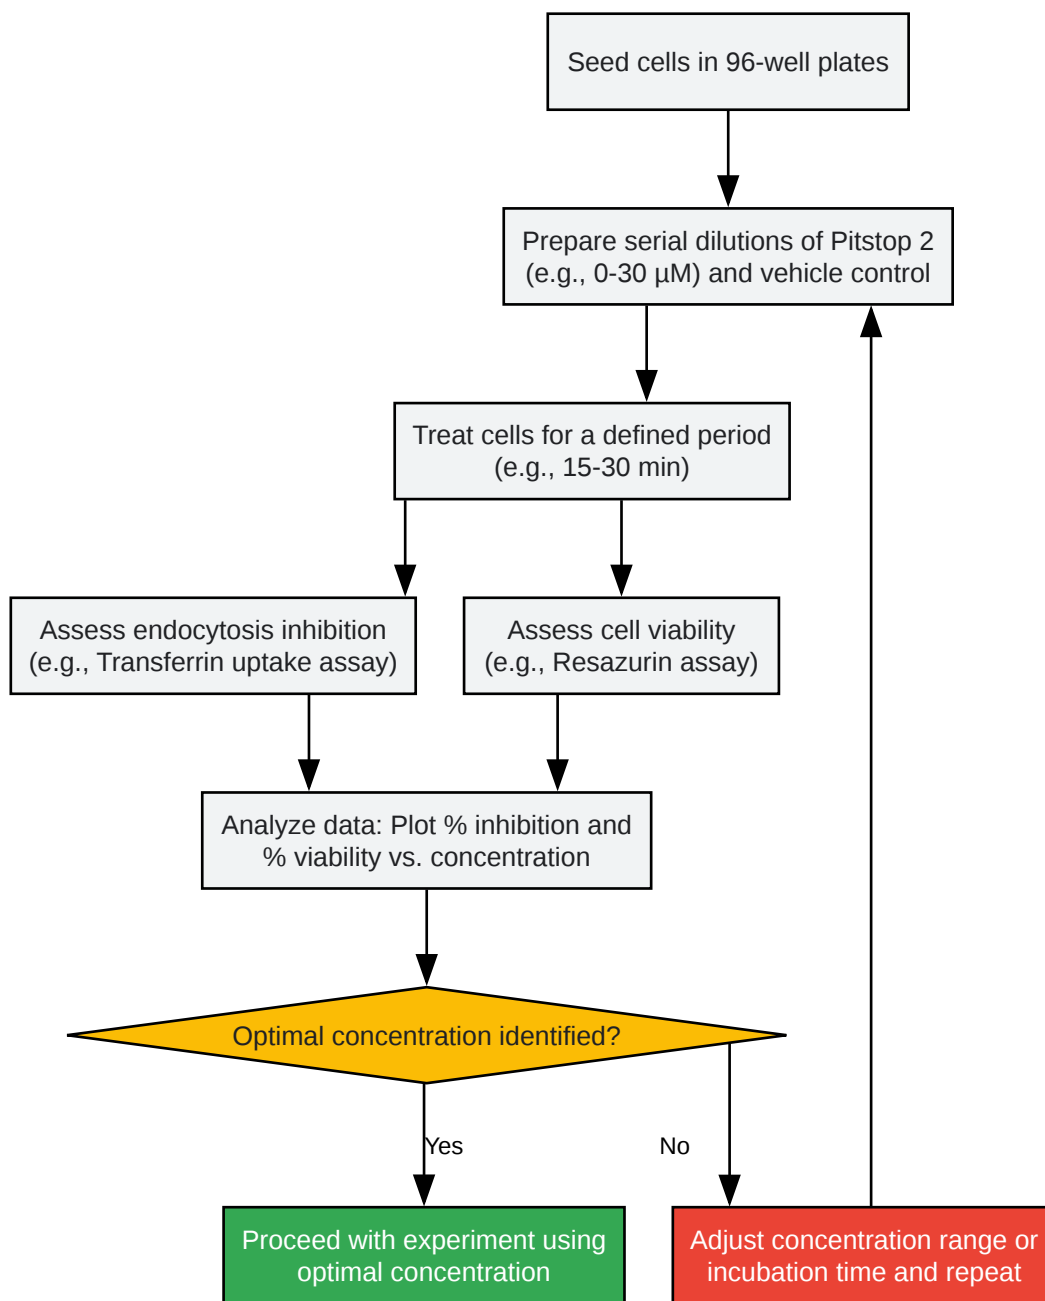 Seed cells in 96-well plates
Prepare serial dilutions of Pitstop 2
(e.g., 0-30 µM) and vehicle control
Treat cells for a defined period
(e.g., 15-30 min)
Assess endocytosis inhibition
(e.g., Transferrin uptake assay)
Assess cell viability
(e.g., Resazurin assay)
Analyze data: Plot % inhibition and
% viability vs. concentration
Optimal concentration identified?
Yes
No
Proceed with experiment using
optimal concentration
Adjust concentration range or
incubation time and repeat